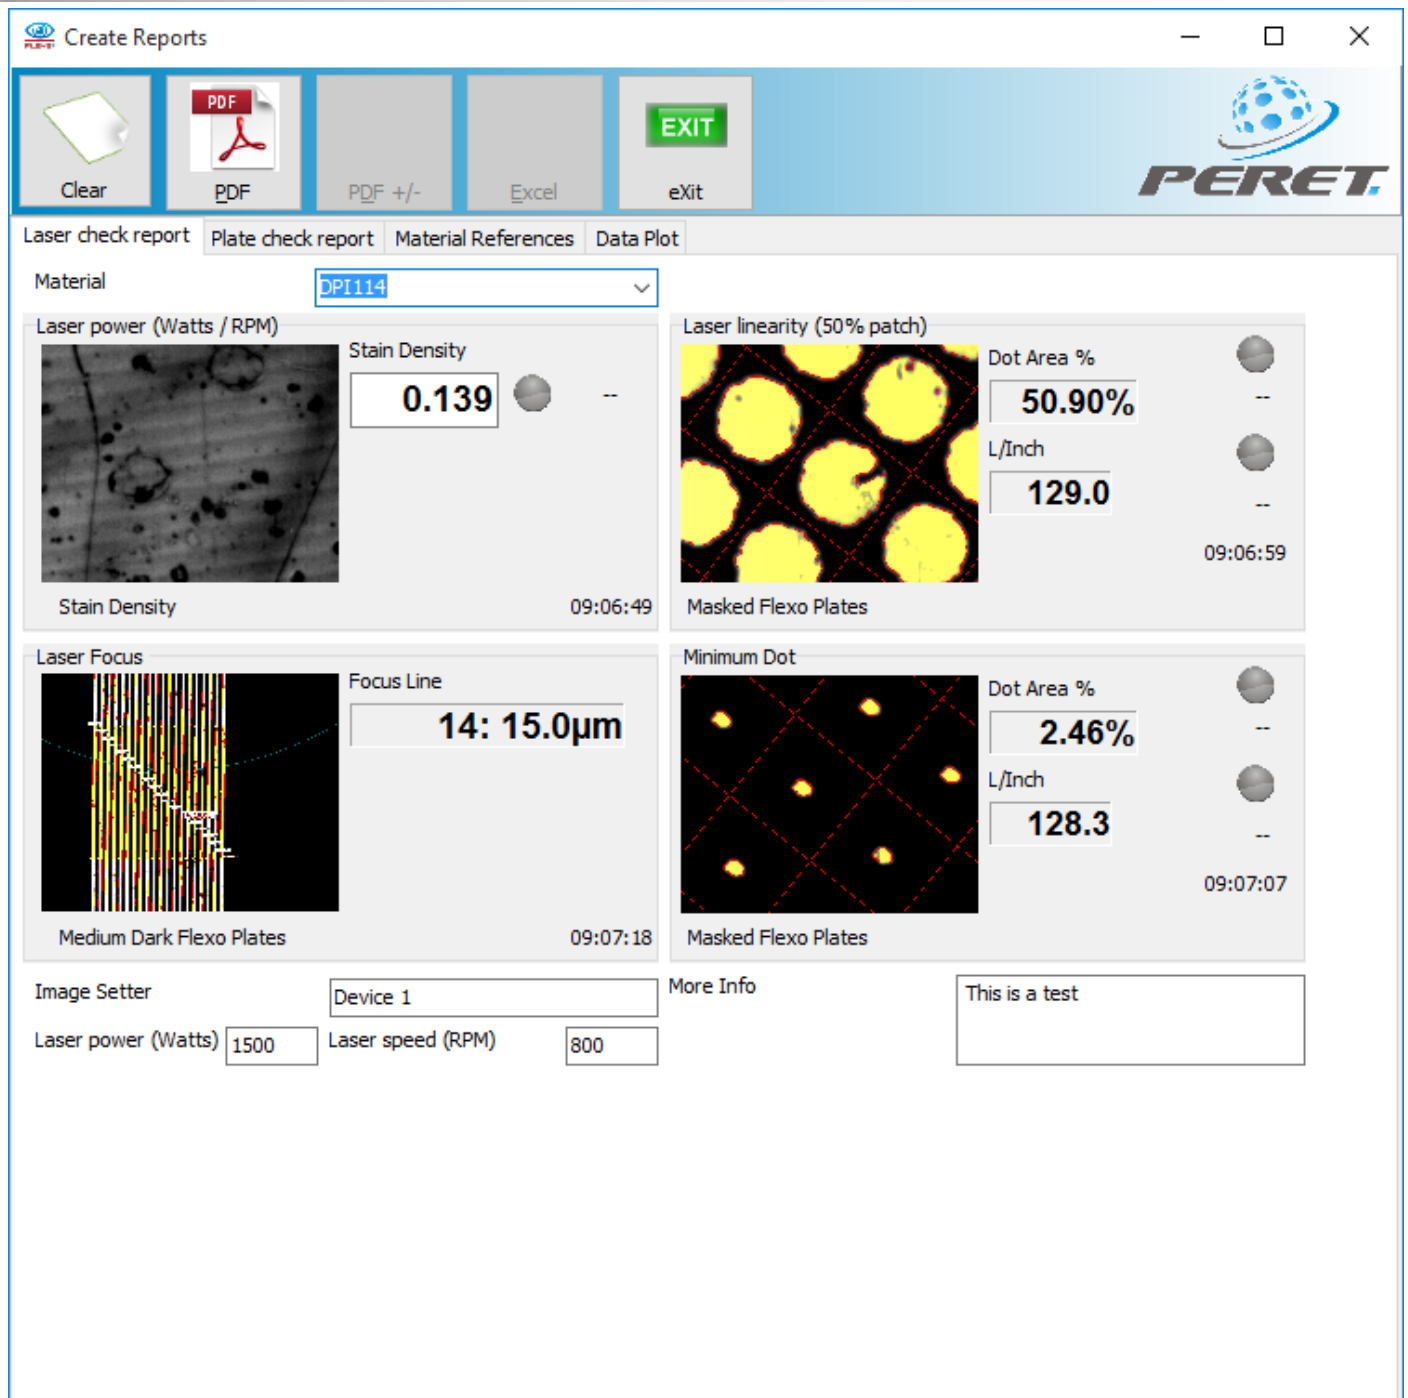 Create Reports
PDF
EXIT
Clear
PDF
PDF +/-
Excel
eXit
PERET.
Laser check report
Plate check report
Material References
Data Plot
Material
DPI114
Laser power (Watts / RPM)
Stain Density
0.139
--
Stain Density
09:06:49
Laser linearity (50% patch)
Dot Area %
50.90%
--
L/Inch
129.0
--
09:06:59
Masked Flexo Plates
Laser Focus
Focus Line
14: 15.0µm
Medium Dark Flexo Plates
09:07:18
Minimum Dot
Dot Area %
2.46%
--
L/Inch
128.3
--
09:07:07
Masked Flexo Plates
Image Setter
Device 1
Laser power (Watts)
1500
Laser speed (RPM)
800
More Info
This is a test